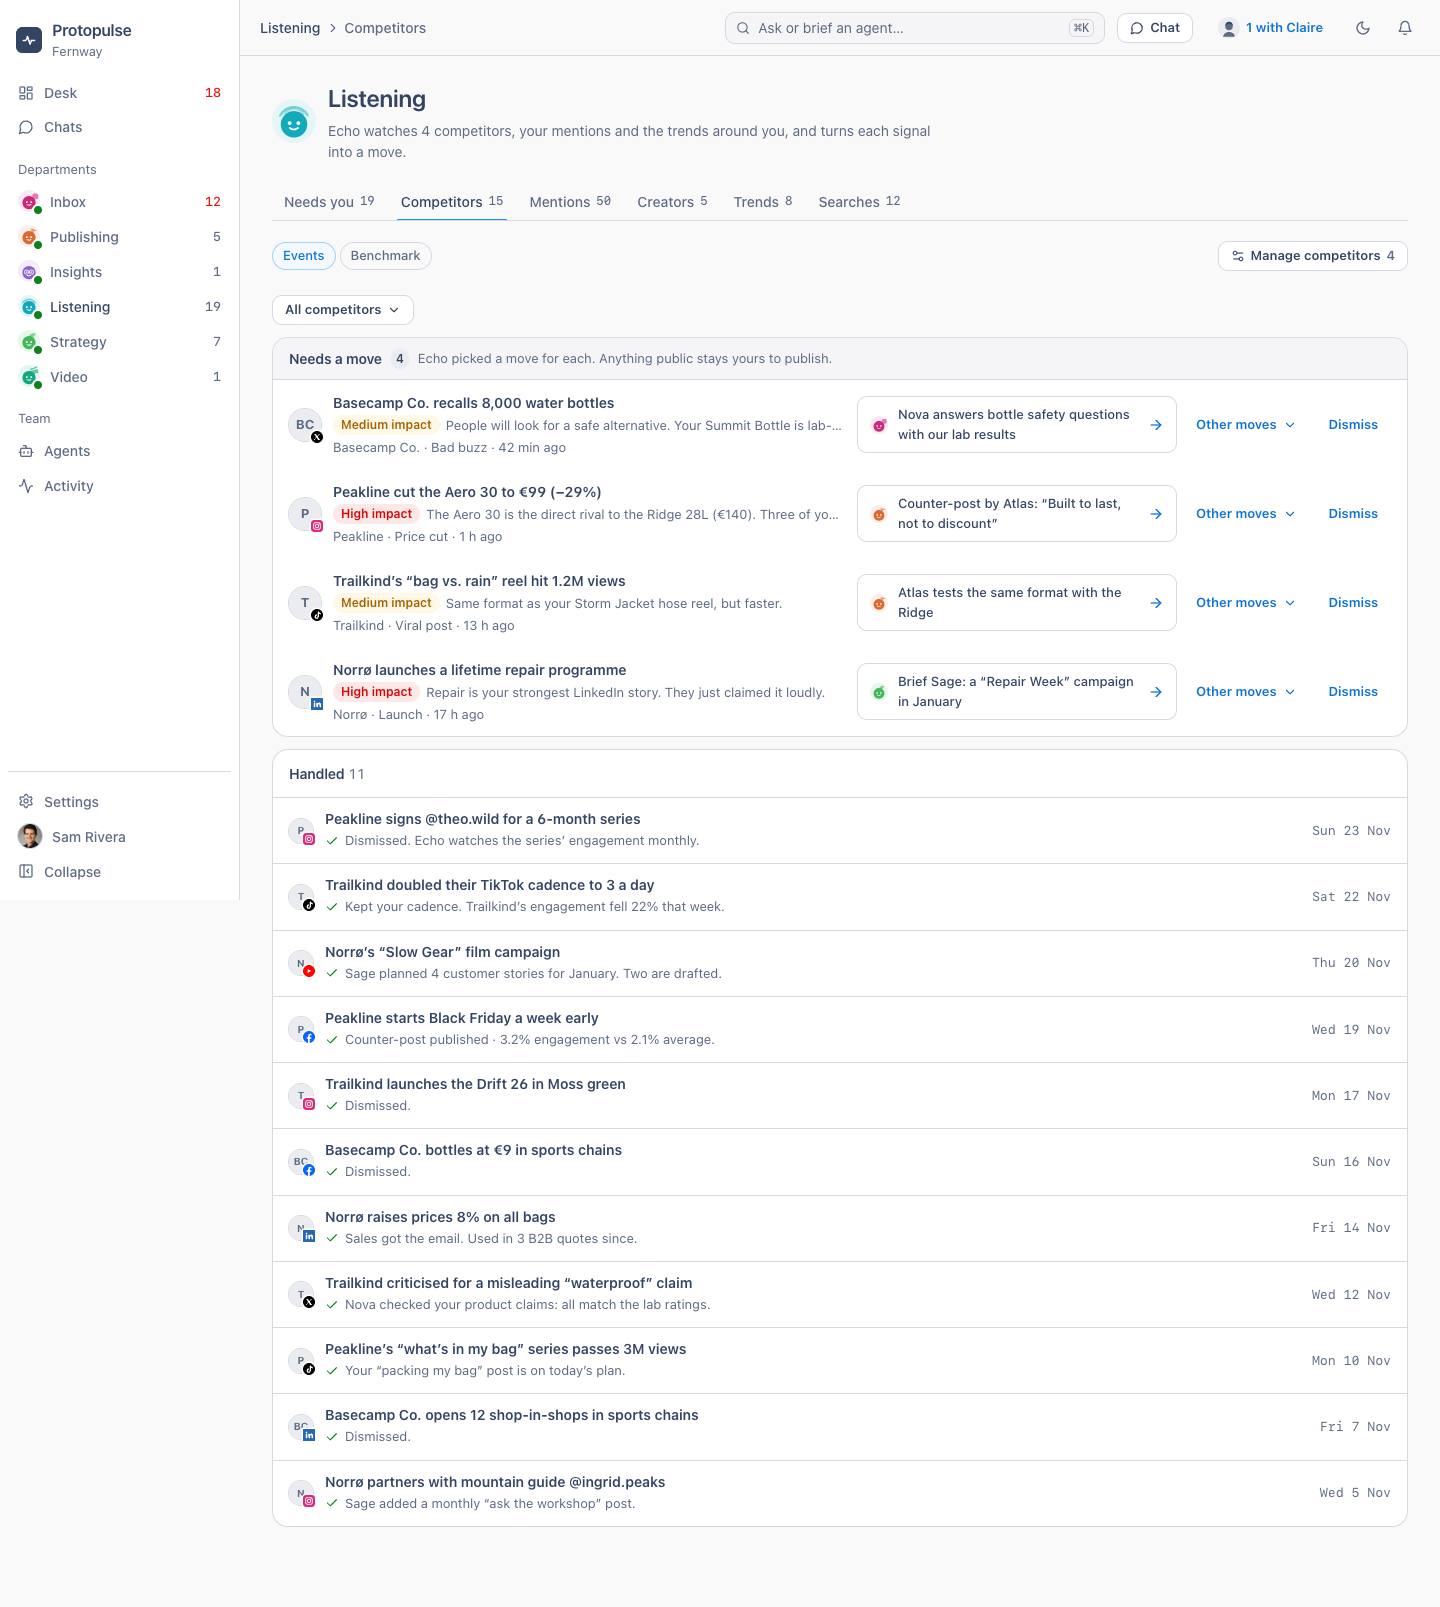 Protopulse
Fernway
Desk 18
Chats
Departments
Inbox 12
Publishing 5
Insights 1
Listening 19
Strategy 7
Video 1
Team
Agents
Activity
Settings
Sam Rivera
Collapse
Listening > Competitors
Ask or brief an agent… ⌘K
Chat
1 with Claire
Listening
Echo watches 4 competitors, your mentions and the trends around you, and turns each signal
into a move.
Needs you 19 Competitors 15 Mentions 50 Creators 5 Trends 8 Searches 12
Events Benchmark
Manage competitors 4
All competitors
Needs a move 4 Echo picked a move for each. Anything public stays yours to publish.
BC
Basecamp Co. recalls 8,000 water bottles
Medium impact People will look for a safe alternative. Your Summit Bottle is lab-…
Basecamp Co. · Bad buzz · 42 min ago
Nova answers bottle safety questions
with our lab results
Other moves Dismiss
P
Peakline cut the Aero 30 to €99 (−29%)
High impact The Aero 30 is the direct rival to the Ridge 28L (€140). Three of yo…
Peakline · Price cut · 1 h ago
Counter-post by Atlas: “Built to last,
not to discount”
Other moves Dismiss
T
Trailkind’s “bag vs. rain” reel hit 1.2M views
Medium impact Same format as your Storm Jacket hose reel, but faster.
Trailkind · Viral post · 13 h ago
Atlas tests the same format with the
Ridge
Other moves Dismiss
N
Norrø launches a lifetime repair programme
High impact Repair is your strongest LinkedIn story. They just claimed it loudly.
Norrø · Launch · 17 h ago
Brief Sage: a “Repair Week” campaign
in January
Other moves Dismiss
Handled 11
P
Peakline signs @theo.wild for a 6-month series
Dismissed. Echo watches the series’ engagement monthly.
Sun 23 Nov
T
Trailkind doubled their TikTok cadence to 3 a day
Kept your cadence. Trailkind’s engagement fell 22% that week.
Sat 22 Nov
N
Norrø’s “Slow Gear” film campaign
Sage planned 4 customer stories for January. Two are drafted.
Thu 20 Nov
P
Peakline starts Black Friday a week early
Counter-post published · 3.2% engagement vs 2.1% average.
Wed 19 Nov
T
Trailkind launches the Drift 26 in Moss green
Dismissed.
Mon 17 Nov
BC
Basecamp Co. bottles at €9 in sports chains
Dismissed.
Sun 16 Nov
N
Norrø raises prices 8% on all bags
Sales got the email. Used in 3 B2B quotes since.
Fri 14 Nov
T
Trailkind criticised for a misleading “waterproof” claim
Nova checked your product claims: all match the lab ratings.
Wed 12 Nov
P
Peakline’s “what’s in my bag” series passes 3M views
Your “packing my bag” post is on today’s plan.
Mon 10 Nov
BC
Basecamp Co. opens 12 shop-in-shops in sports chains
Dismissed.
Fri 7 Nov
N
Norrø partners with mountain guide @ingrid.peaks
Sage added a monthly “ask the workshop” post.
Wed 5 Nov